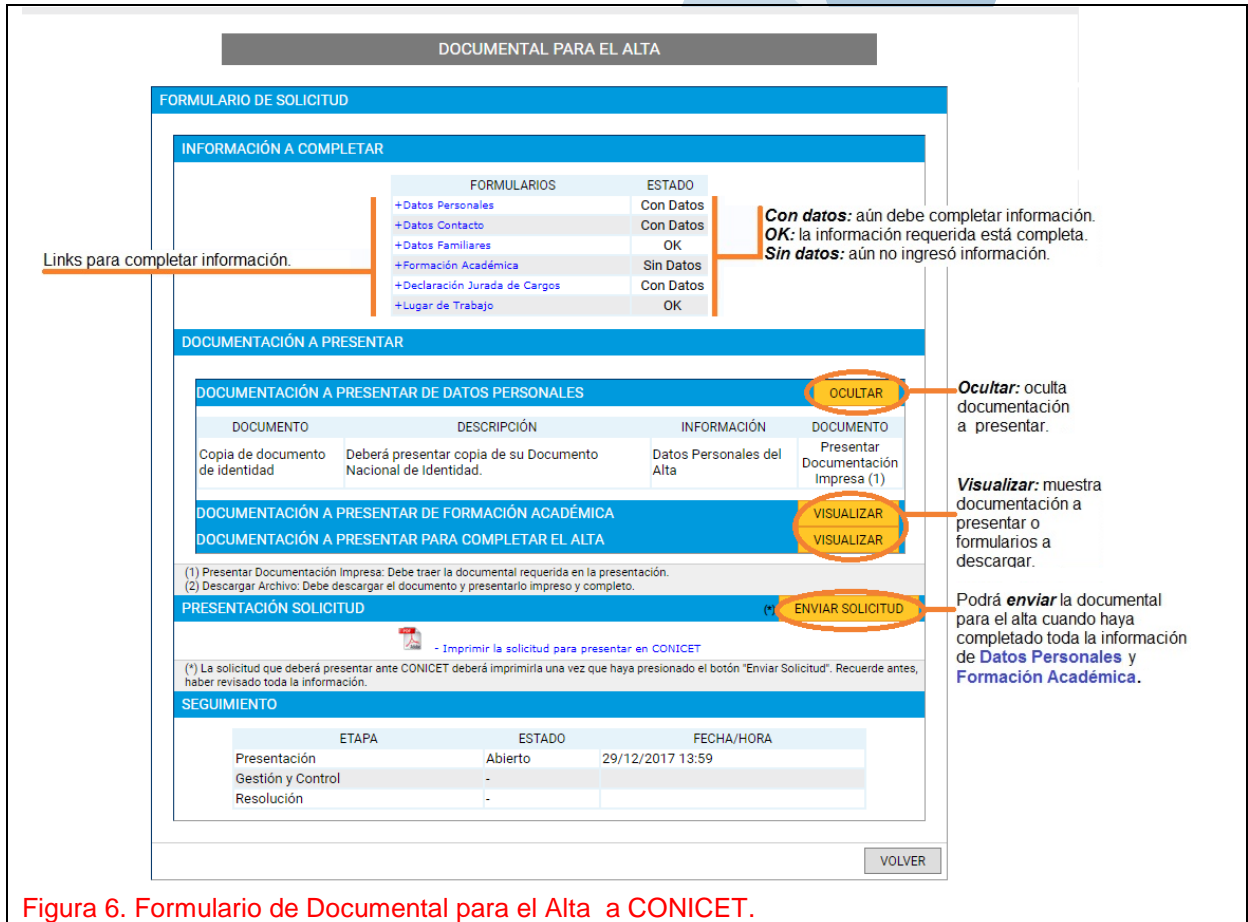 DOCUMENTAL PARA EL ALTA
FORMULARIO DE SOLICITUD
INFORMACIÓN A COMPLETAR
FORMULARIOS ESTADO
+Datos Personales Con Datos
+Datos Contacto Con Datos
+Datos Familiares OK
+Formación Académica Sin Datos
+Declaración Jurada de Cargos Con Datos
+Lugar de Trabajo OK
Links para completar información.
Con datos: aún debe completar información.
OK: la información requerida está completa.
Sin datos: aún no ingresó información.
DOCUMENTACIÓN A PRESENTAR
DOCUMENTACIÓN A PRESENTAR DE DATOS PERSONALES OCULTAR
Ocultar: oculta
documentación
a presentar.
DOCUMENTO DESCRIPCIÓN INFORMACIÓN DOCUMENTO
Copia de documento
de identidad
Deberá presentar copia de su Documento
Nacional de Identidad.
Datos Personales del
Alta
Presentar
Documentación
Impresa (1)
DOCUMENTACIÓN A PRESENTAR DE FORMACIÓN ACADÉMICA VISUALIZAR
DOCUMENTACIÓN A PRESENTAR PARA COMPLETAR EL ALTA VISUALIZAR
Visualizar: muestra
documentación a
presentar o
formularios a
descargar.
(1) Presentar Documentación Impresa: Debe traer la documental requerida en la presentación.
(2) Descargar Archivo: Debe descargar el documento y presentarlo impreso y completo.
PRESENTACIÓN SOLICITUD (*) ENVIAR SOLICITUD
Podrá enviar la documental
para el alta cuando haya
completado toda la información
de Datos Personales y
Formación Académica.
- Imprimir la solicitud para presentar en CONICET
(*) La solicitud que deberá presentar ante CONICET deberá imprimirla una vez que haya presionado el botón "Enviar Solicitud". Recuerde antes,
haber revisado toda la información.
SEGUIMIENTO
ETAPA ESTADO FECHA/HORA
Presentación Abierto 29/12/2017 13:59
Gestión y Control -
Resolución -
VOLVER
Figura 6. Formulario de Documental para el Alta a CONICET.